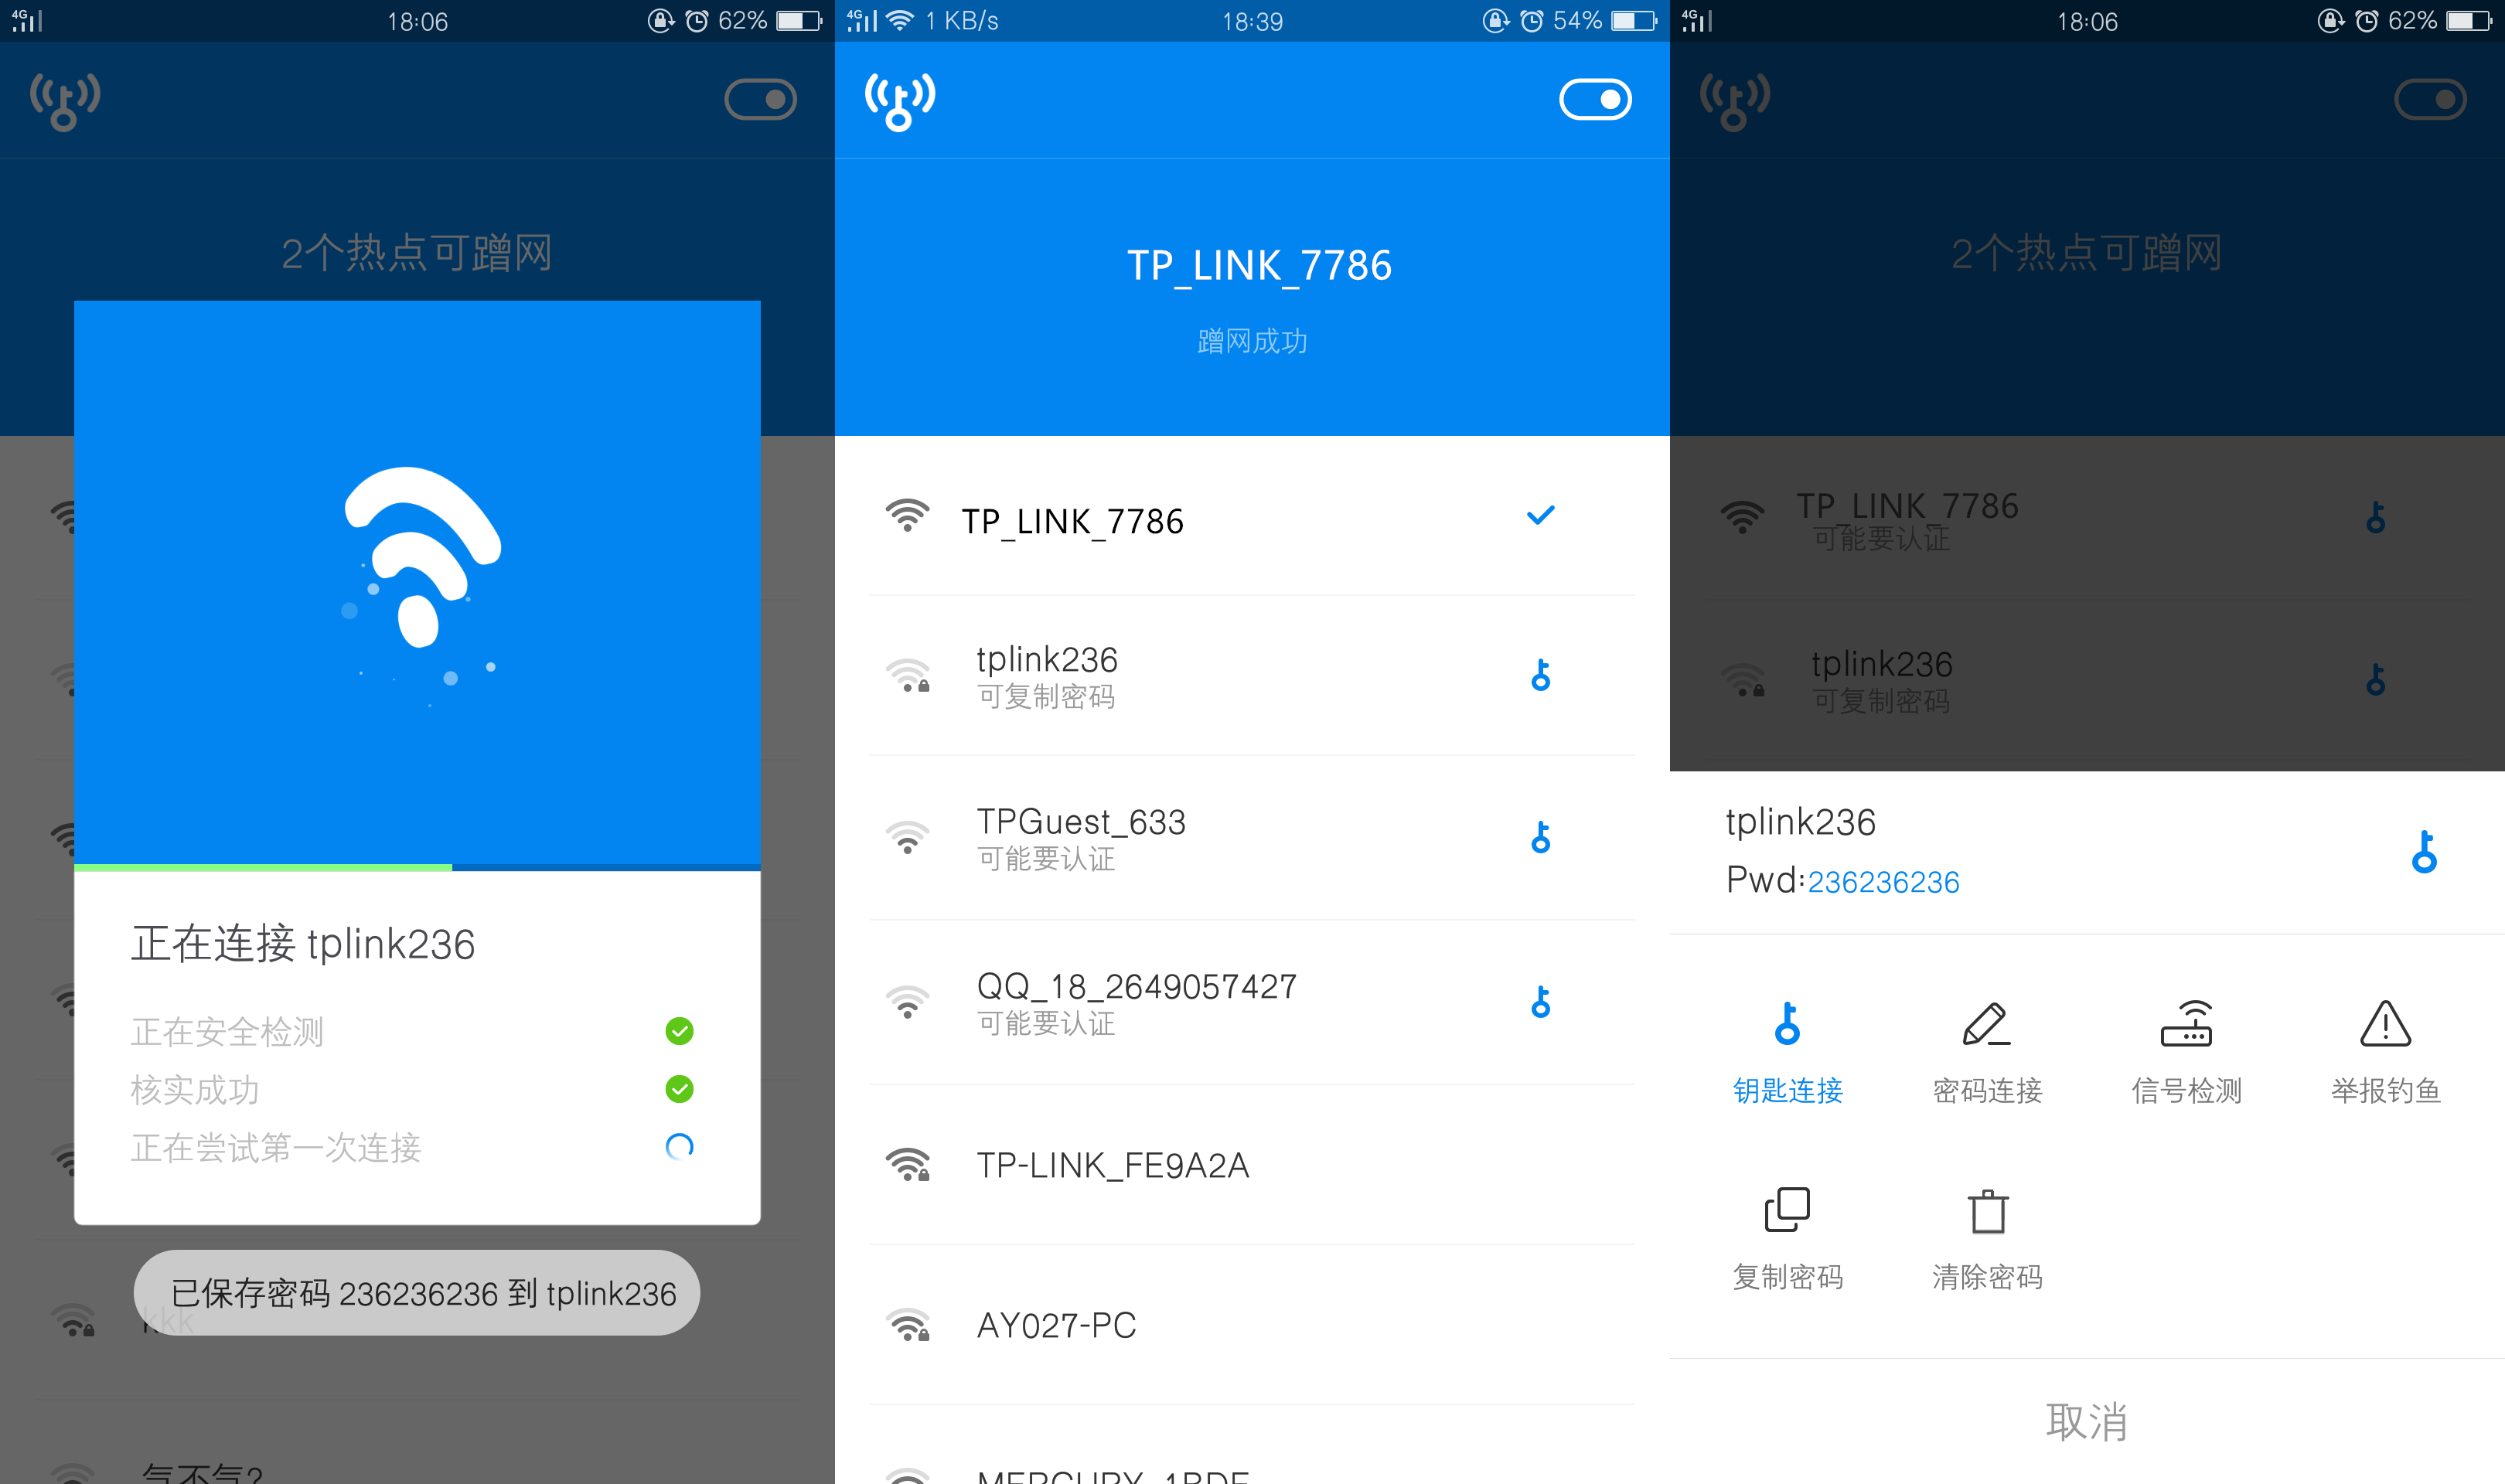 4G 18:06 62%
2个热点可蹭网
正在连接 tplink236
正在安全检测
核实成功
正在尝试第一次连接
已保存密码 236236236 到 tplink236
kkk
气不气?
4G 1 KB/s 18:39 54%
TP_LINK_7786
蹭网成功
TP_LINK_7786
tplink236
可复制密码
TPGuest_633
可能要认证
QQ_18_2649057427
可能要认证
TP-LINK_FE9A2A
AY027-PC
MERCURY_1BDE
4G 18:06 62%
2个热点可蹭网
TP_LINK_7786
可能要认证
tplink236
可复制密码
tplink236
Pwd:236236236
钥匙连接 密码连接 信号检测 举报钓鱼
复制密码 清除密码
取消